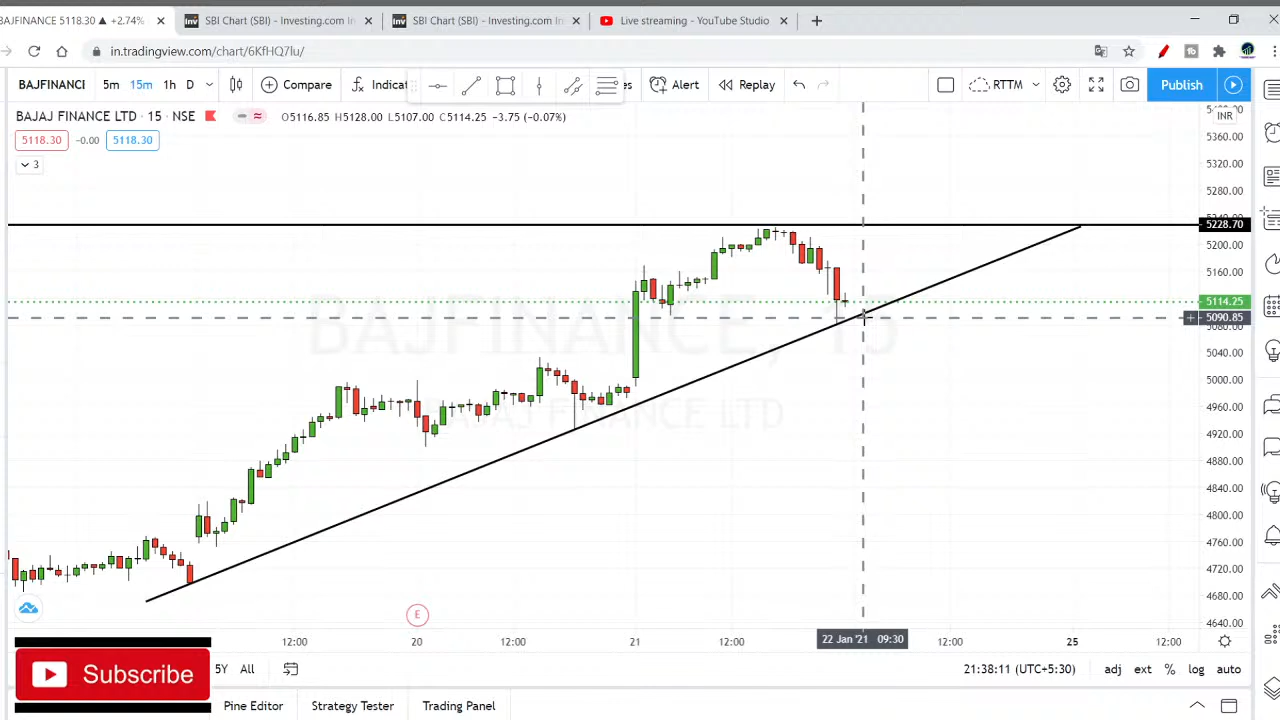 5118.30 ▲ +2.74%
SBI Chart (SBI) - Investing.com In
SBI Chart (SBI) - Investing.com In
Live streaming - YouTube Studio
in.tradingview.com/chart/6KfHQ7lu/
BAJFINANCI 5m 15m 1h D Compare Indicat es Alert Replay RTTM Publish
BAJAJ FINANCE LTD · 15 · NSE O5116.85 H5128.00 L5107.00 C5114.25 -3.75 (-0.07%)
INR
5118.30 -0.00 5118.30
3
5360.00
5320.00
5280.00
5228.70
5200.00
5160.00
5114.25
5090.85
5080.00
5040.00
5000.00
4960.00
4920.00
4880.00
4840.00
4800.00
4760.00
4720.00
4680.00
4640.00
BAJFINANCE, 15
BAJAJ FINANCE LTD
E
12:00 20 12:00 21 12:00 22 Jan '21 09:30 12:00 25 12:00
Subscribe
5Y All 21:38:11 (UTC+5:30) adj ext % log auto
Pine Editor Strategy Tester Trading Panel